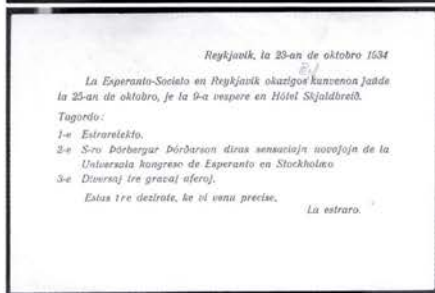 Reykjavik, la 23-an de oktobro 1934
La Esperanto-Societo en Reykjavik okazigos kunvenon ĵaŭde
la 25-an de oktobro, je la 9-a vespere en Hótel Skjaldbreið.
Tagordo:
1-e Estrarelekto.
2-e S-ro Þórbergur Þórðarson diras sensaciajn novaĵojn de la
Universala kongreso de Esperanto en Stockholmo
3-e Diversaj tre gravaj aferoj.
Estus tre dezirate, ke vi venu precize.
La estraro.